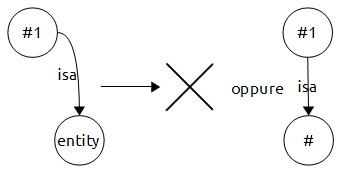 #1
isa
entity
oppure
#1
isa
#